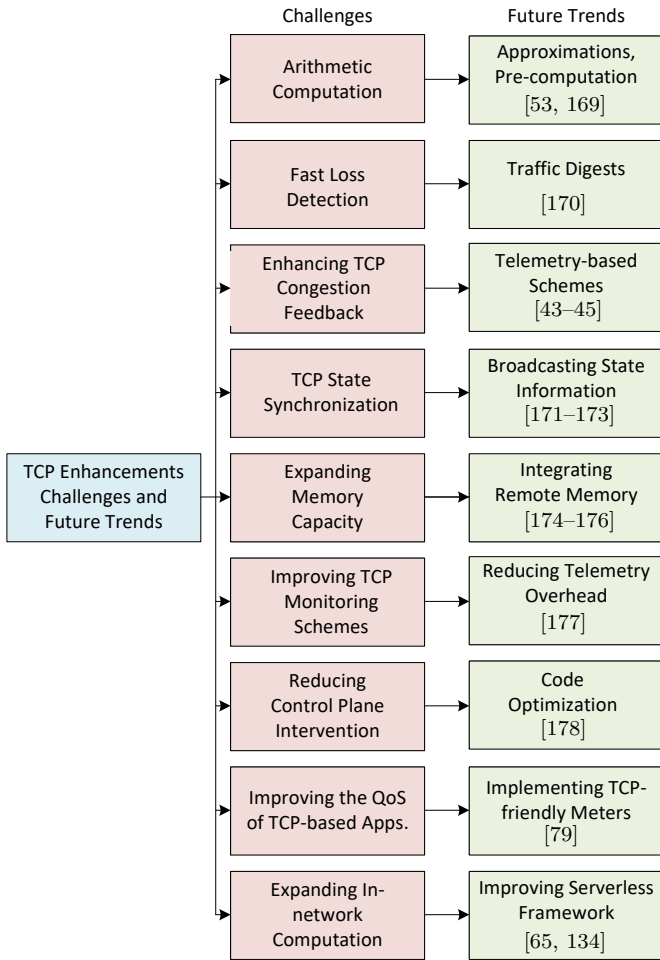 Challenges
Future Trends
Arithmetic
Computation
Approximations,
Pre-computation
[53, 169]
Fast Loss
Detection
Traffic Digests
[170]
Enhancing TCP
Congestion
Feedback
Telemetry-based
Schemes
[43–45]
TCP State
Synchronization
Broadcasting State
Information
[171–173]
TCP Enhancements
Challenges and
Future Trends
Expanding
Memory
Capacity
Integrating
Remote Memory
[174–176]
Improving TCP
Monitoring
Schemes
Reducing Telemetry
Overhead
[177]
Reducing
Control Plane
Intervention
Code
Optimization
[178]
Improving the QoS
of TCP-based Apps.
Implementing TCP-
friendly Meters
[79]
Expanding In-
network
Computation
Improving Serverless
Framework
[65, 134]